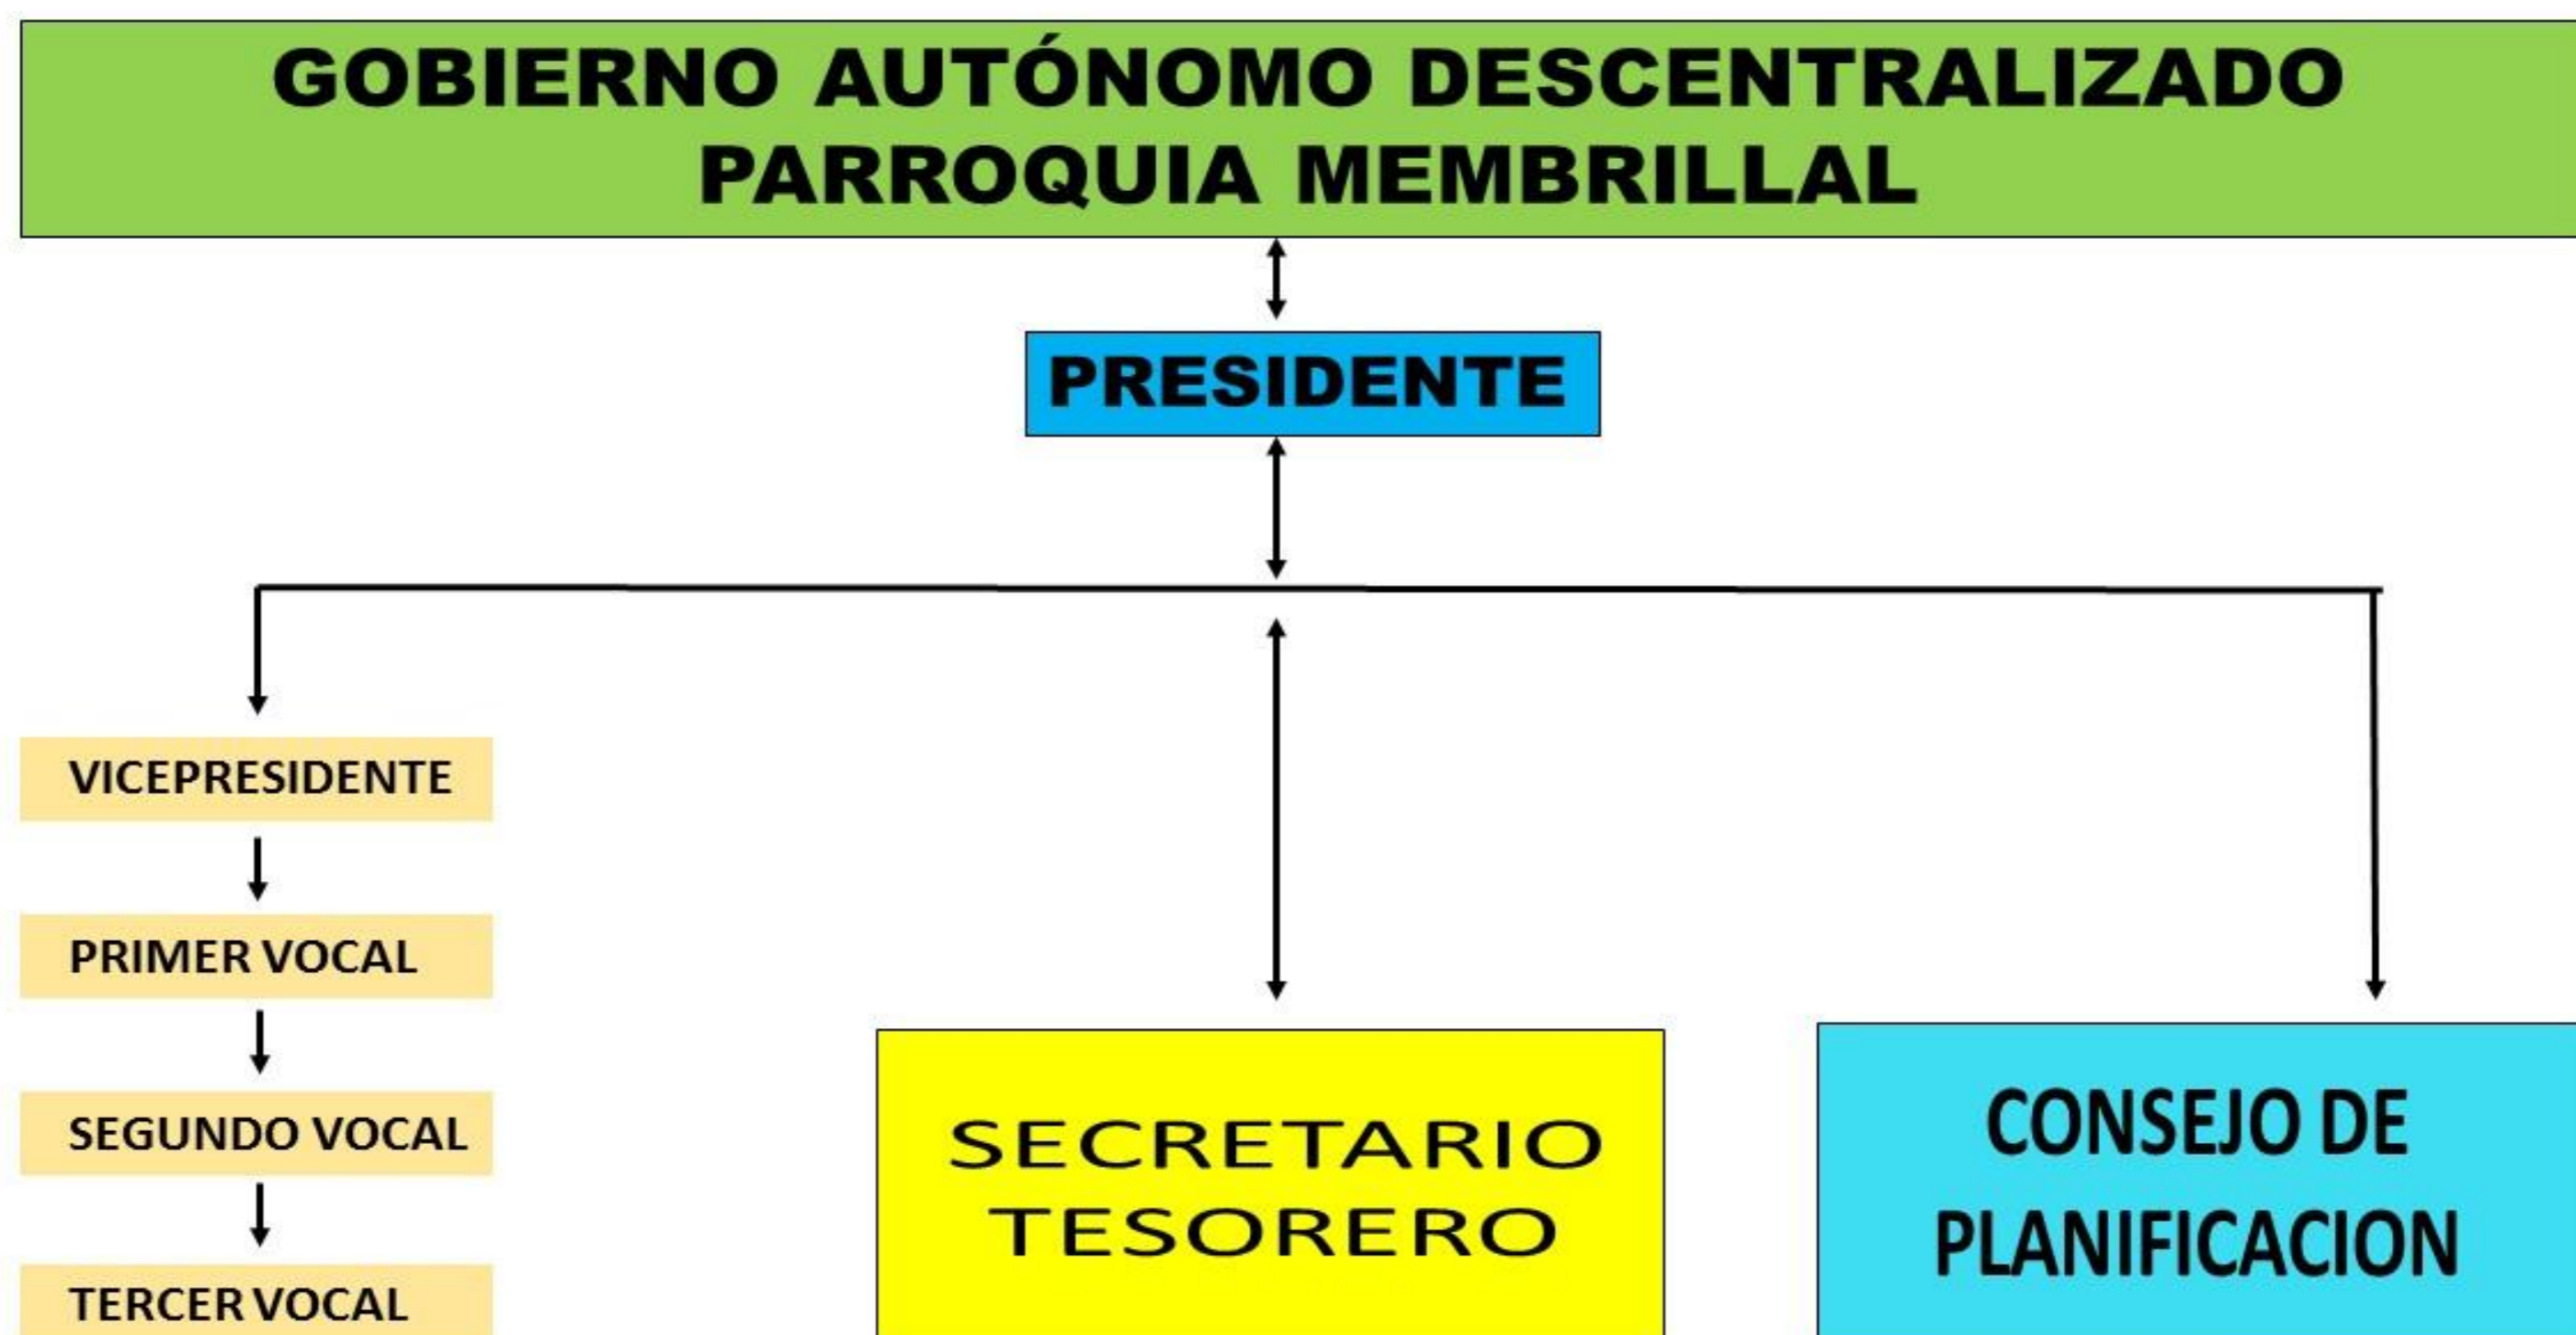 GOBIERNO AUTÓNOMO DESCENTRALIZADO
PARROQUIA MEMBRILLAL
PRESIDENTE
VICEPRESIDENTE
PRIMER VOCAL
SEGUNDO VOCAL
TERCER VOCAL
SECRETARIO
TESORERO
CONSEJO DE
PLANIFICACION